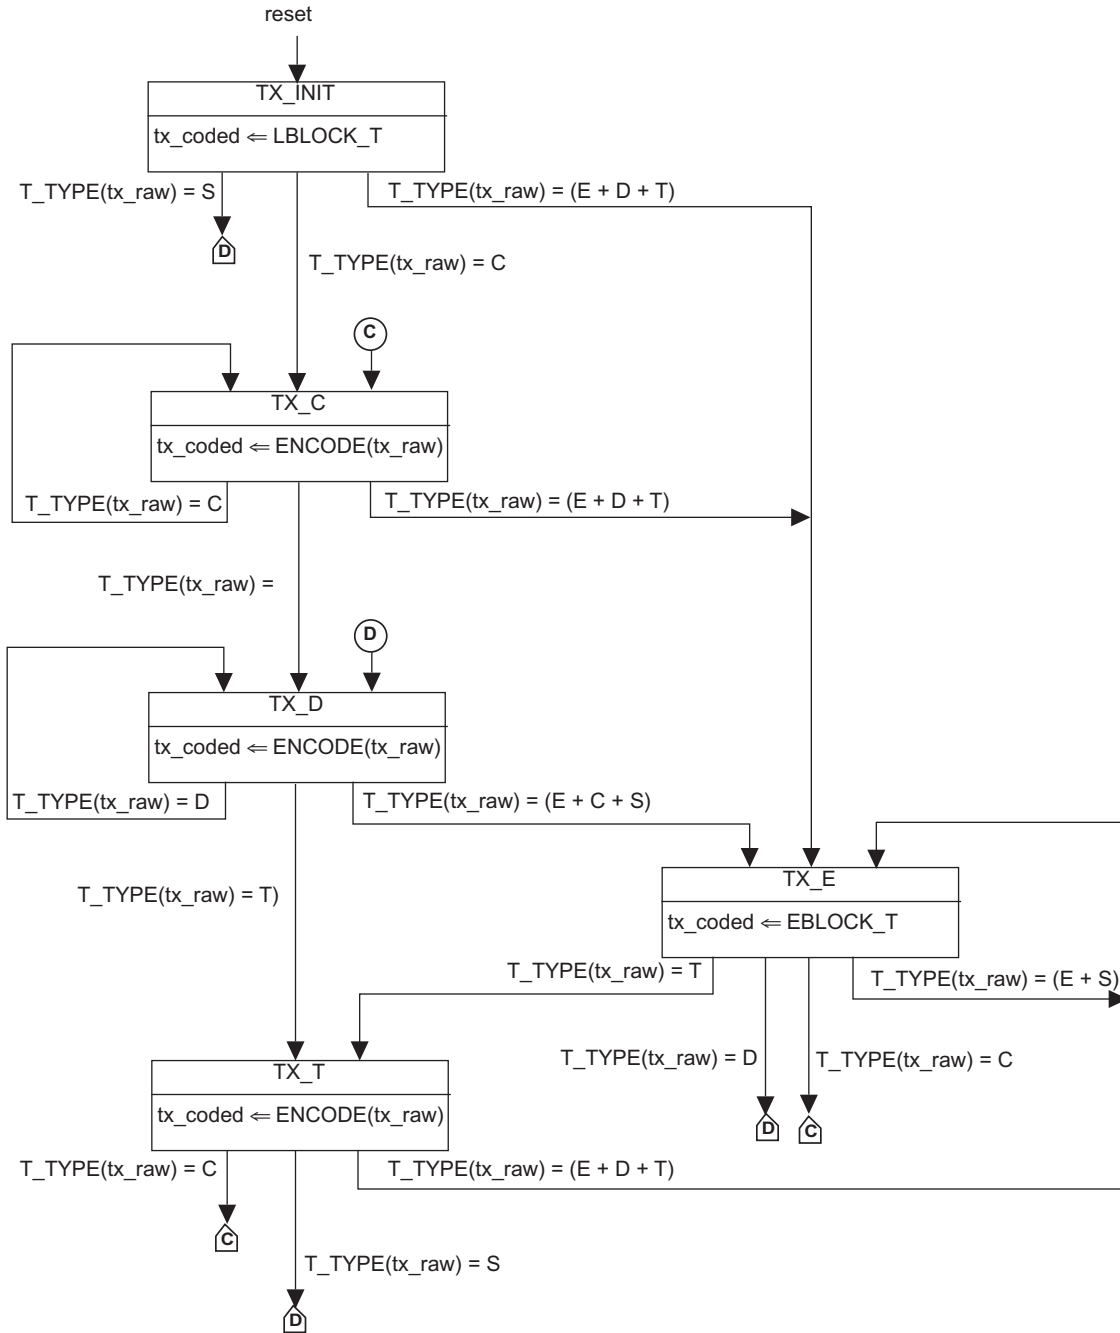 reset
TX_INIT
tx_coded ⇐ LBLOCK_T
T_TYPE(tx_raw) = S
T_TYPE(tx_raw) = (E + D + T)
D
T_TYPE(tx_raw) = C
C
TX_C
tx_coded ⇐ ENCODE(tx_raw)
T_TYPE(tx_raw) = C
T_TYPE(tx_raw) = (E + D + T)
T_TYPE(tx_raw) =
D
TX_D
tx_coded ⇐ ENCODE(tx_raw)
T_TYPE(tx_raw) = D
T_TYPE(tx_raw) = (E + C + S)
T_TYPE(tx_raw) = T)
TX_E
tx_coded ⇐ EBLOCK_T
T_TYPE(tx_raw) = T
T_TYPE(tx_raw) = (E + S)
T_TYPE(tx_raw) = D
T_TYPE(tx_raw) = C
D
C
TX_T
tx_coded ⇐ ENCODE(tx_raw)
T_TYPE(tx_raw) = C
T_TYPE(tx_raw) = (E + D + T)
C
T_TYPE(tx_raw) = S
D